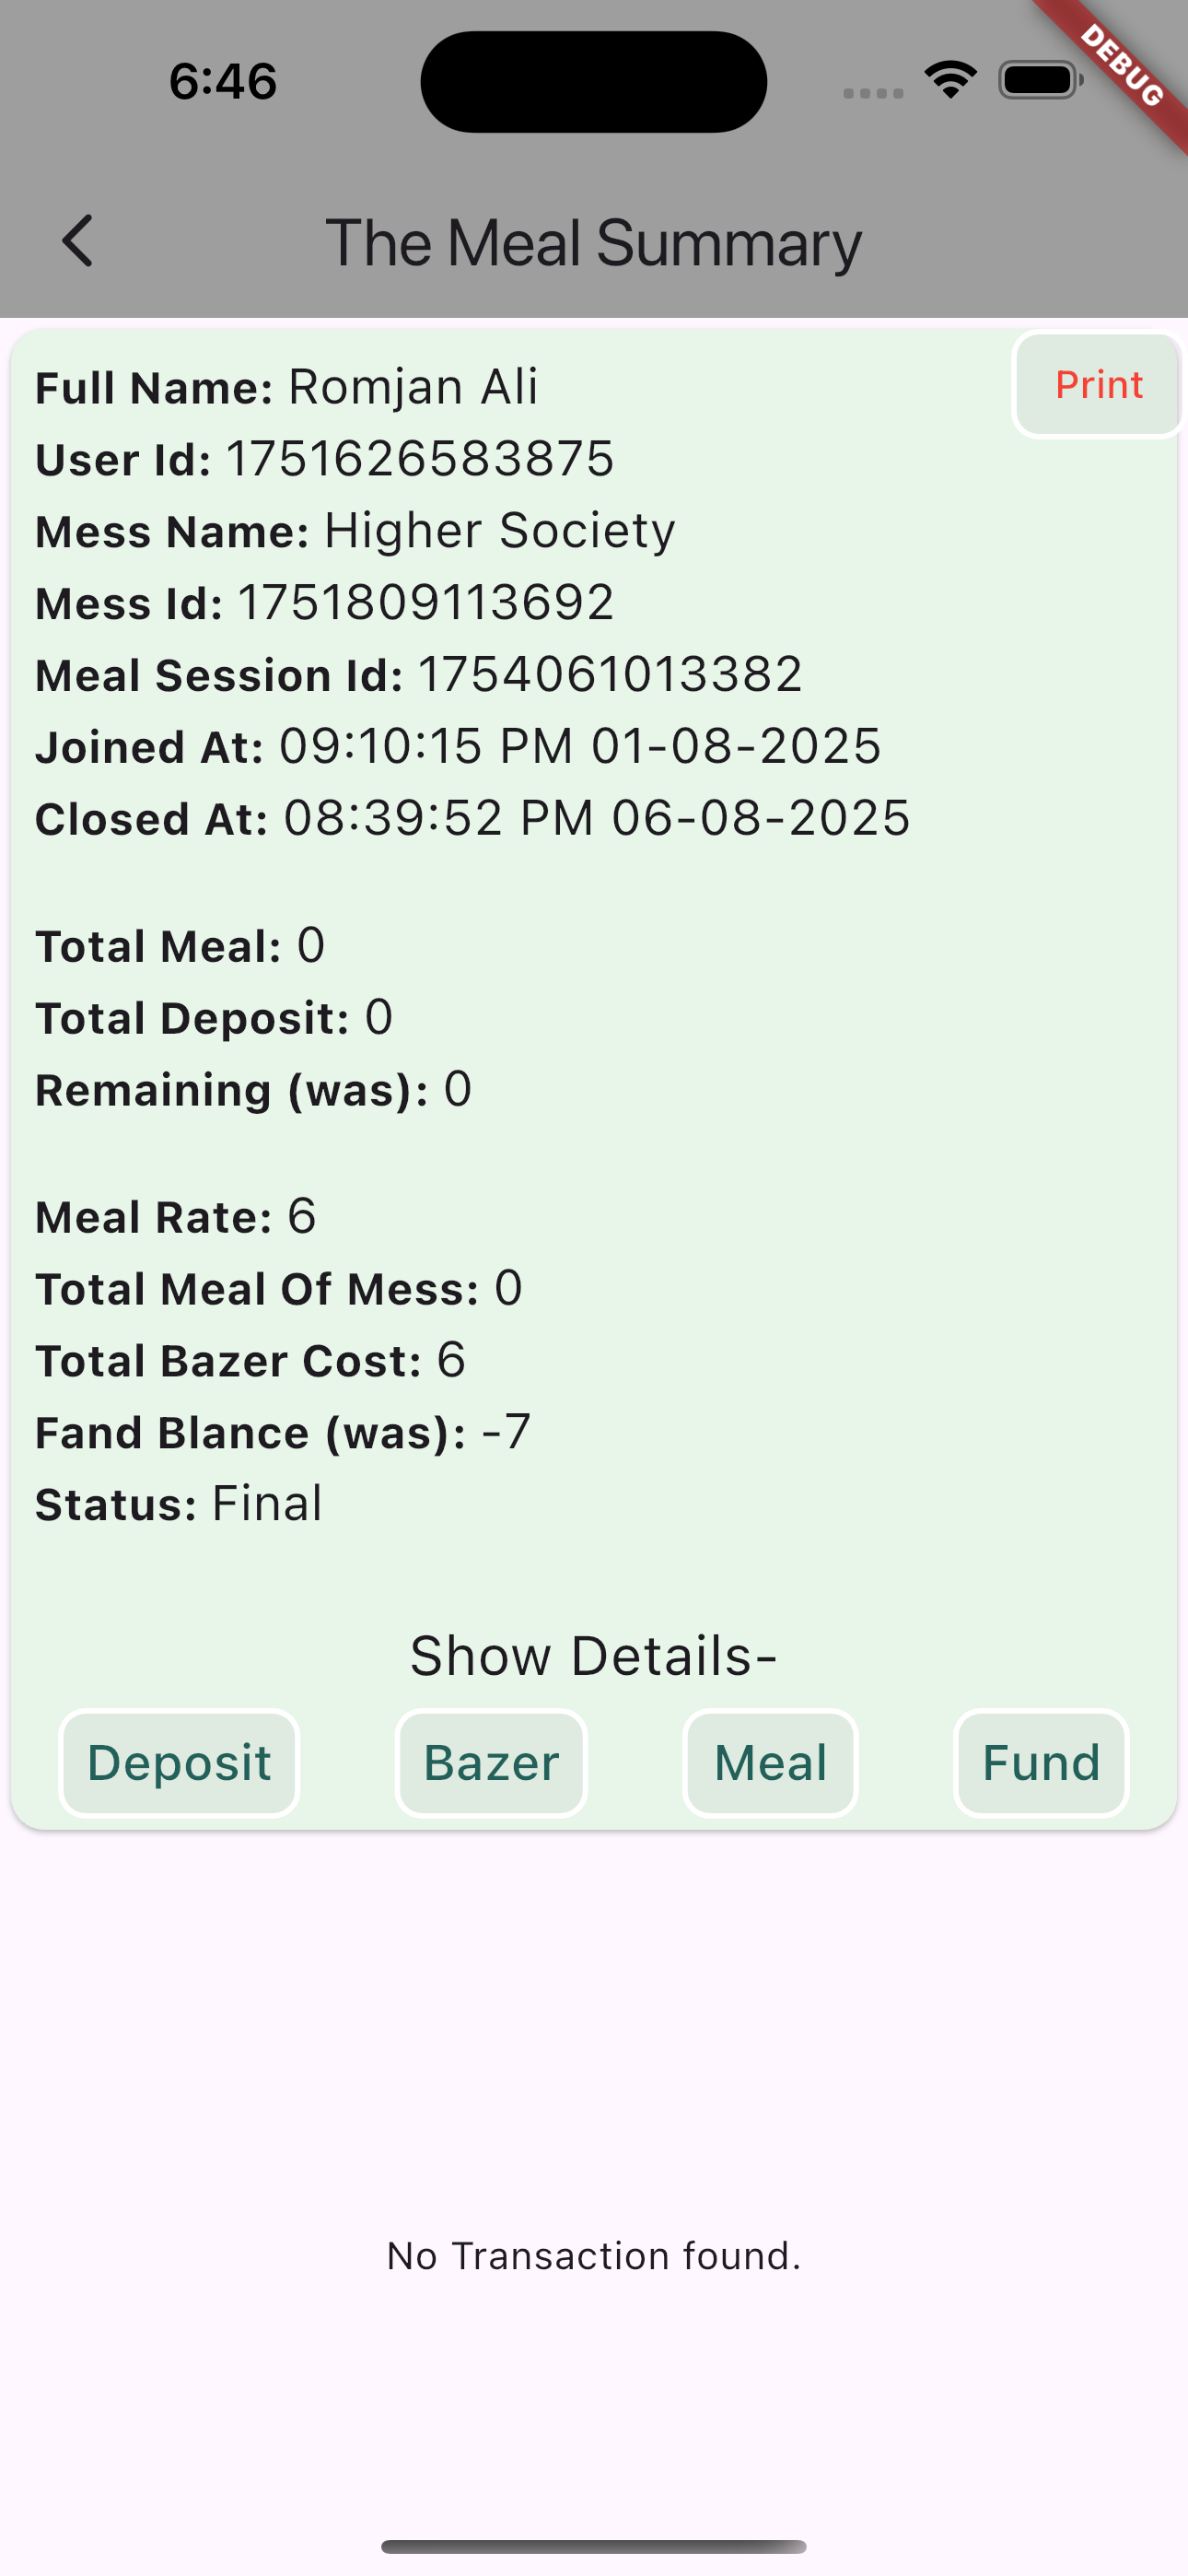 6:46
DEBUG
The Meal Summary
Full Name: Romjan Ali
Print
User Id: 1751626583875
Mess Name: Higher Society
Mess Id: 1751809113692
Meal Session Id: 1754061013382
Joined At: 09:10:15 PM 01-08-2025
Closed At: 08:39:52 PM 06-08-2025
Total Meal: 0
Total Deposit: 0
Remaining (was): 0
Meal Rate: 6
Total Meal Of Mess: 0
Total Bazer Cost: 6
Fand Blance (was): -7
Status: Final
Show Details-
Deposit Bazer Meal Fund
No Transaction found.